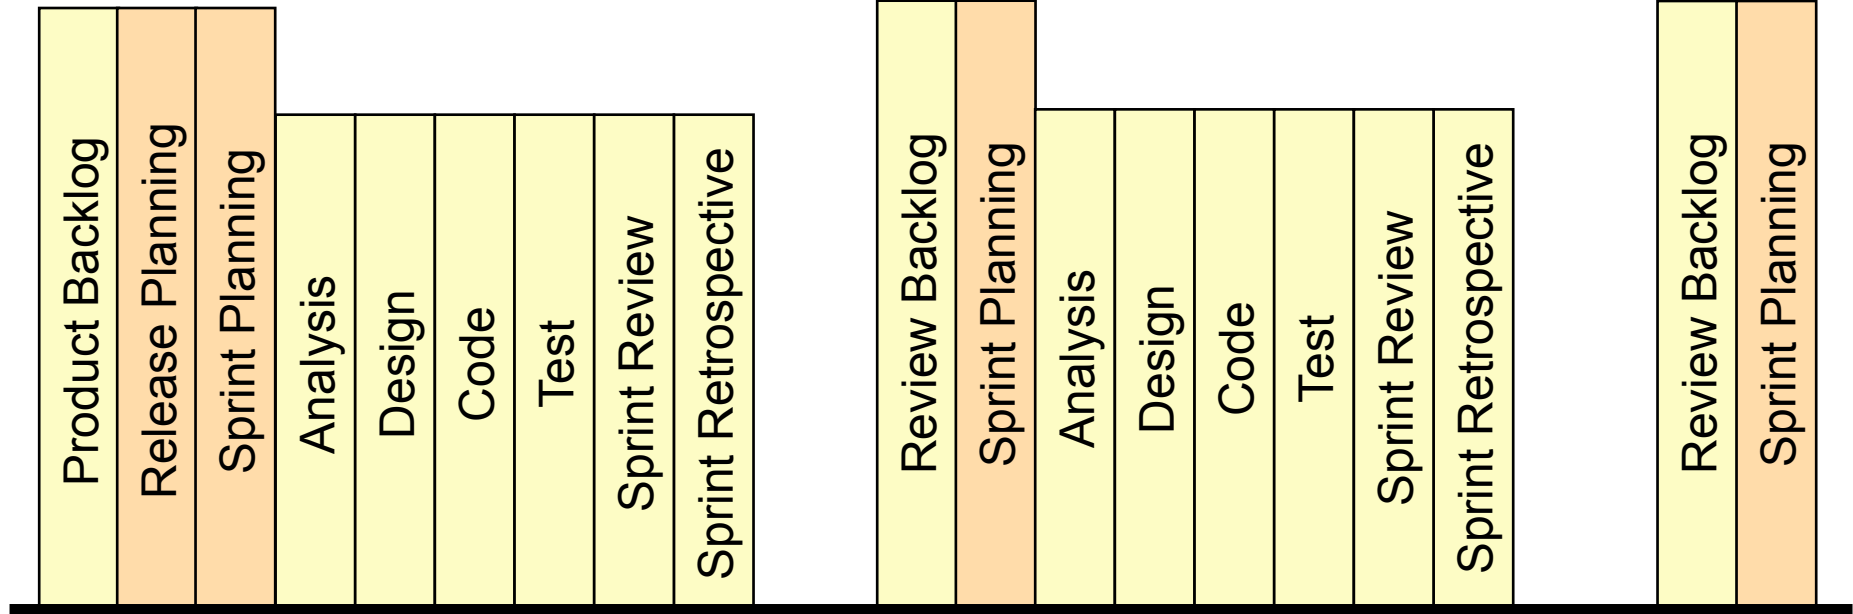 Product Backlog
Release Planning
Sprint Planning
Analysis
Design
Code
Test
Sprint Review
Sprint Retrospective
Review Backlog
Sprint Planning
Analysis
Design
Code
Test
Sprint Review
Sprint Retrospective
Review Backlog
Sprint Planning